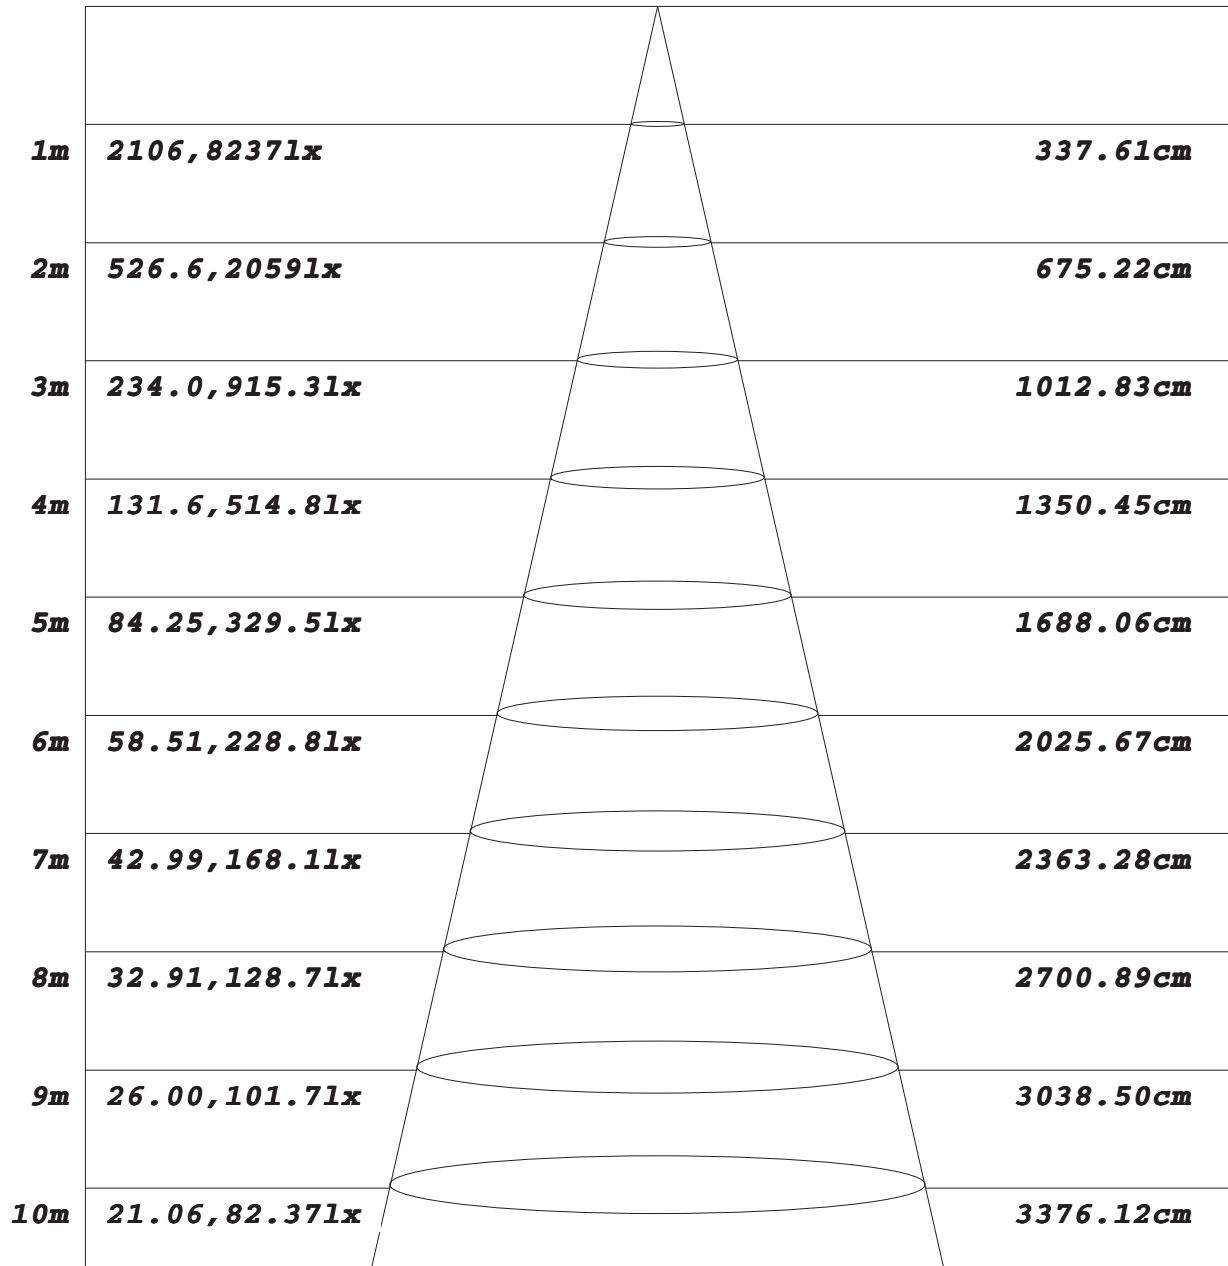 1m 2106,8237lx 337.61cm
2m 526.6,2059lx 675.22cm
3m 234.0,915.3lx 1012.83cm
4m 131.6,514.8lx 1350.45cm
5m 84.25,329.5lx 1688.06cm
6m 58.51,228.8lx 2025.67cm
7m 42.99,168.1lx 2363.28cm
8m 32.91,128.7lx 2700.89cm
9m 26.00,101.7lx 3038.50cm
10m 21.06,82.37lx 3376.12cm